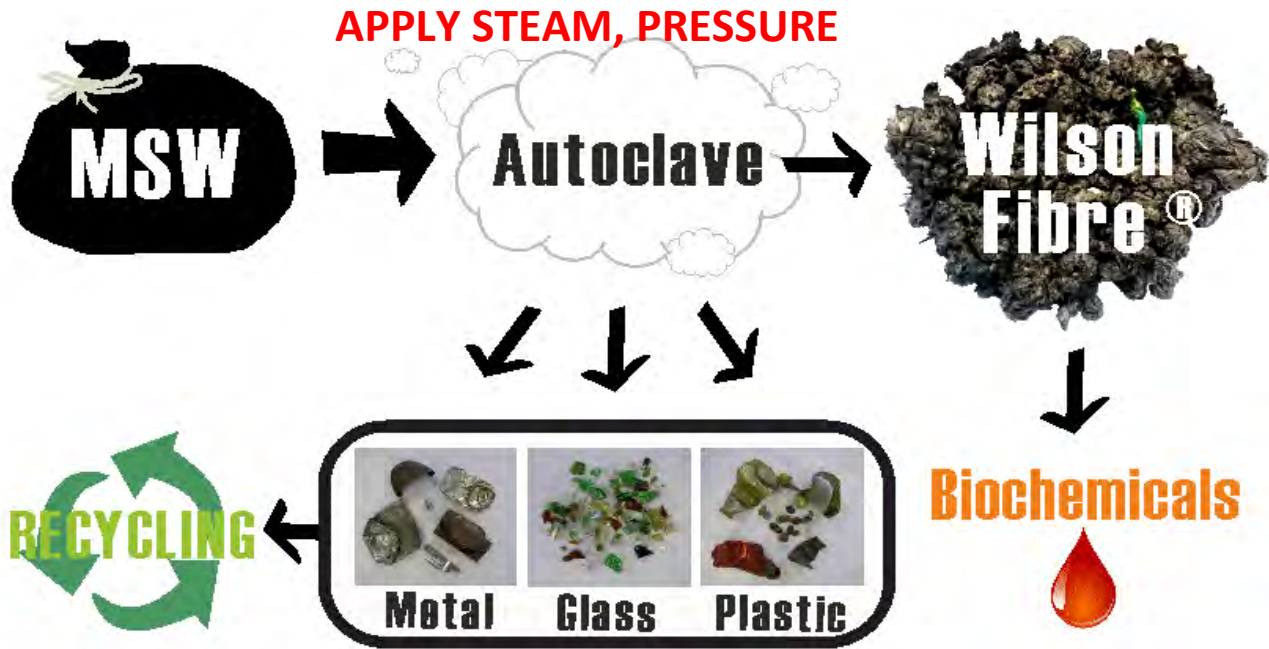 APPLY STEAM, PRESSURE
MSW
Autoclave
Wilson
Fibre ®
RECYCLING
Metal
Glass
Plastic
Biochemicals